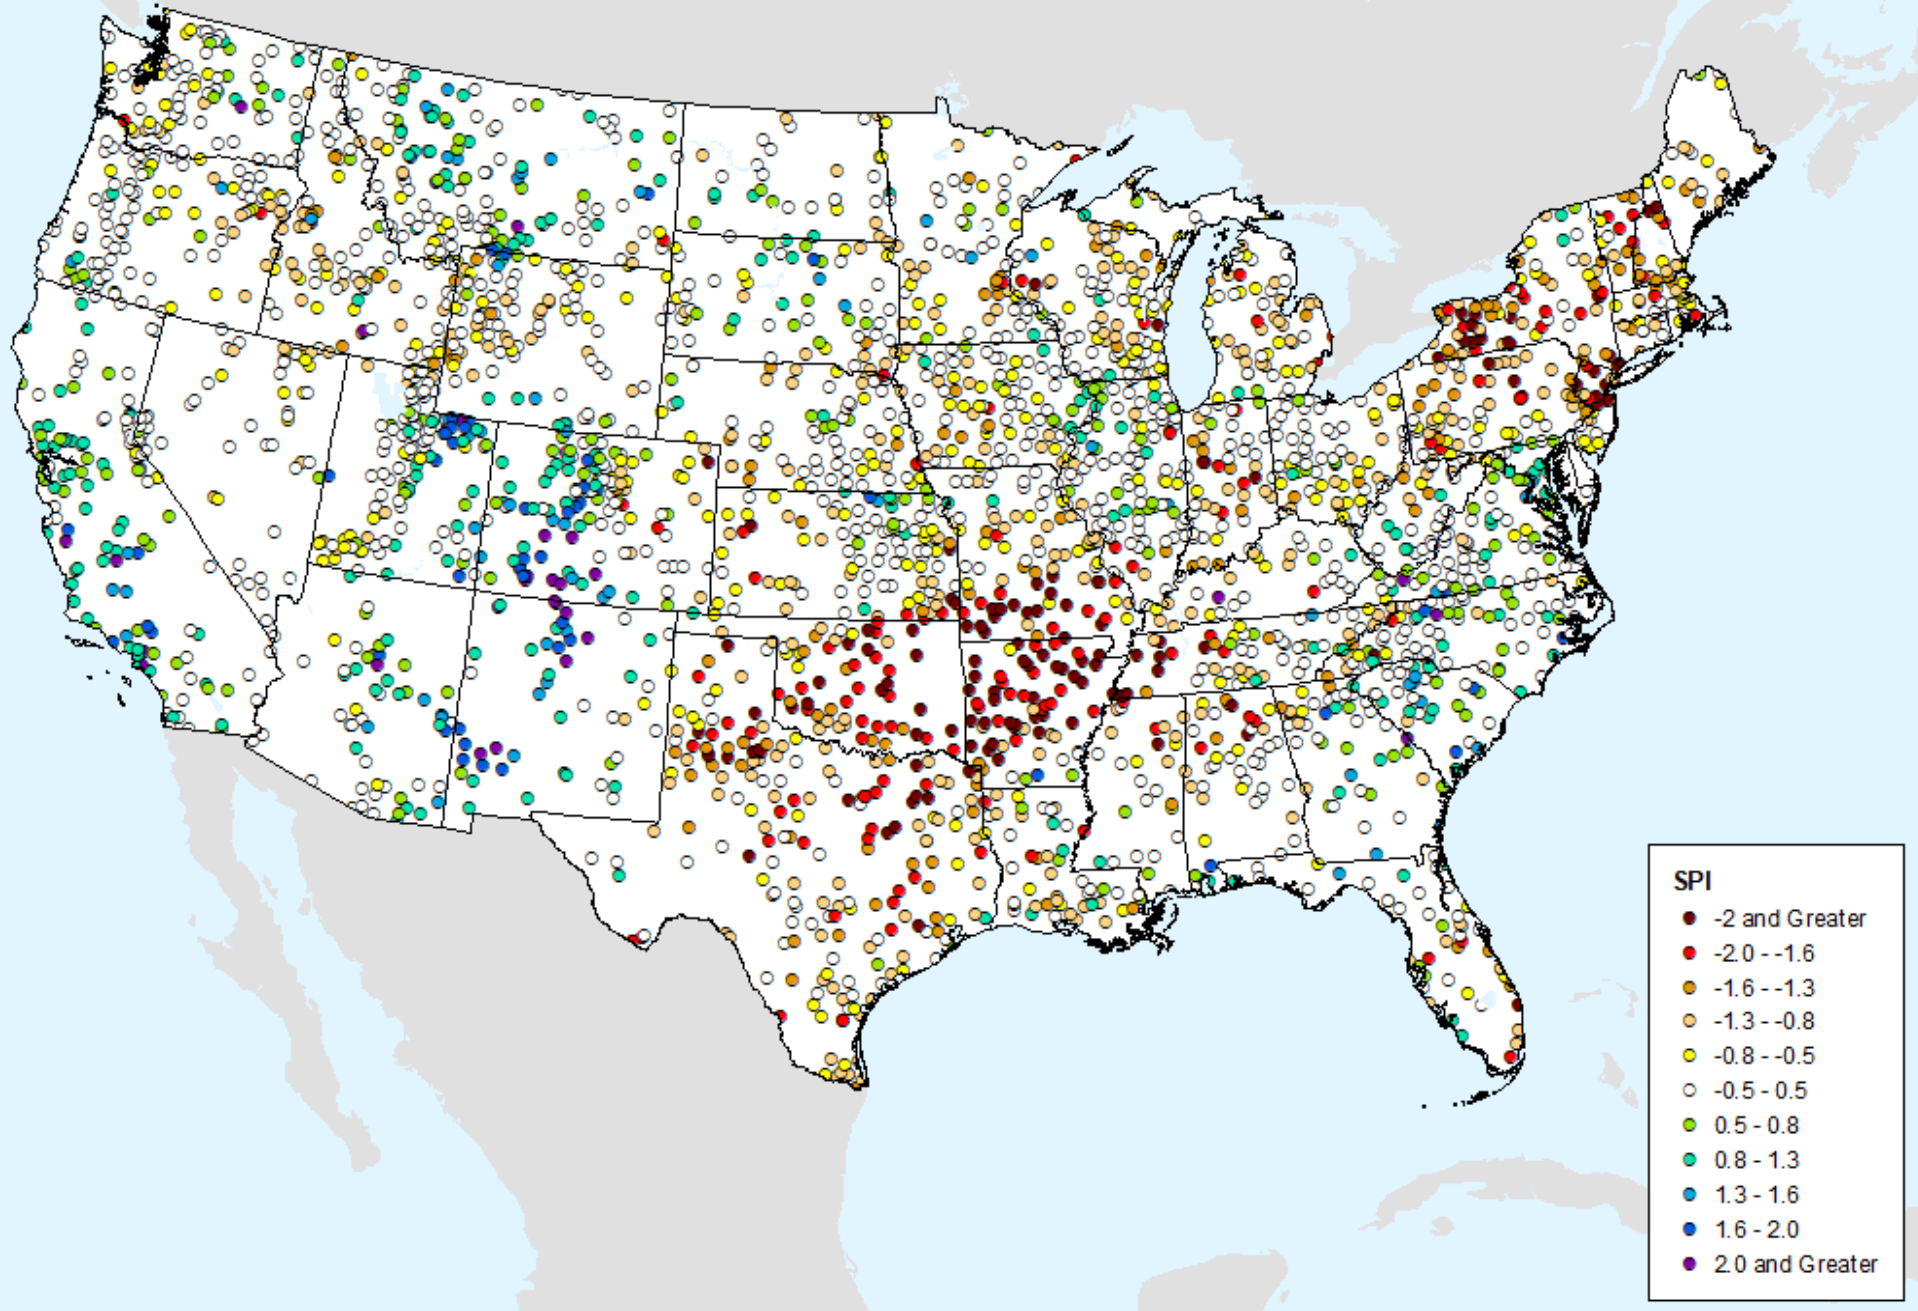 SPI
-2 and Greater
-2.0 - -1.6
-1.6 - -1.3
-1.3 - -0.8
-0.8 - -0.5
-0.5 - 0.5
0.5 - 0.8
0.8 - 1.3
1.3 - 1.6
1.6 - 2.0
2.0 and Greater